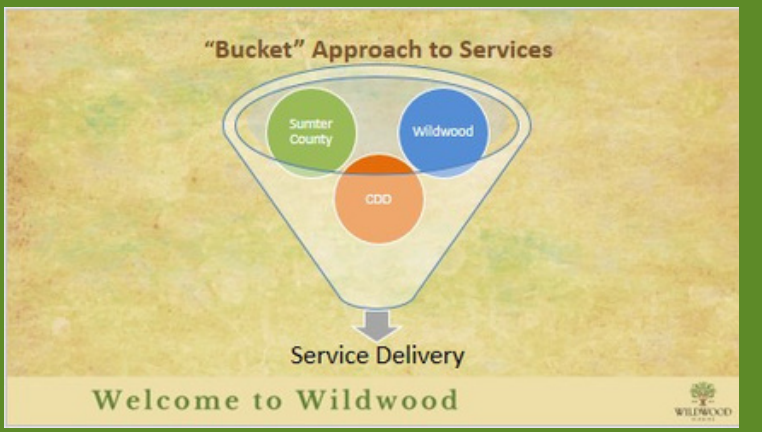 “Bucket” Approach to Services
Sumter
County
Wildwood
CDD
Service Delivery
Welcome to Wildwood
WILDWOOD